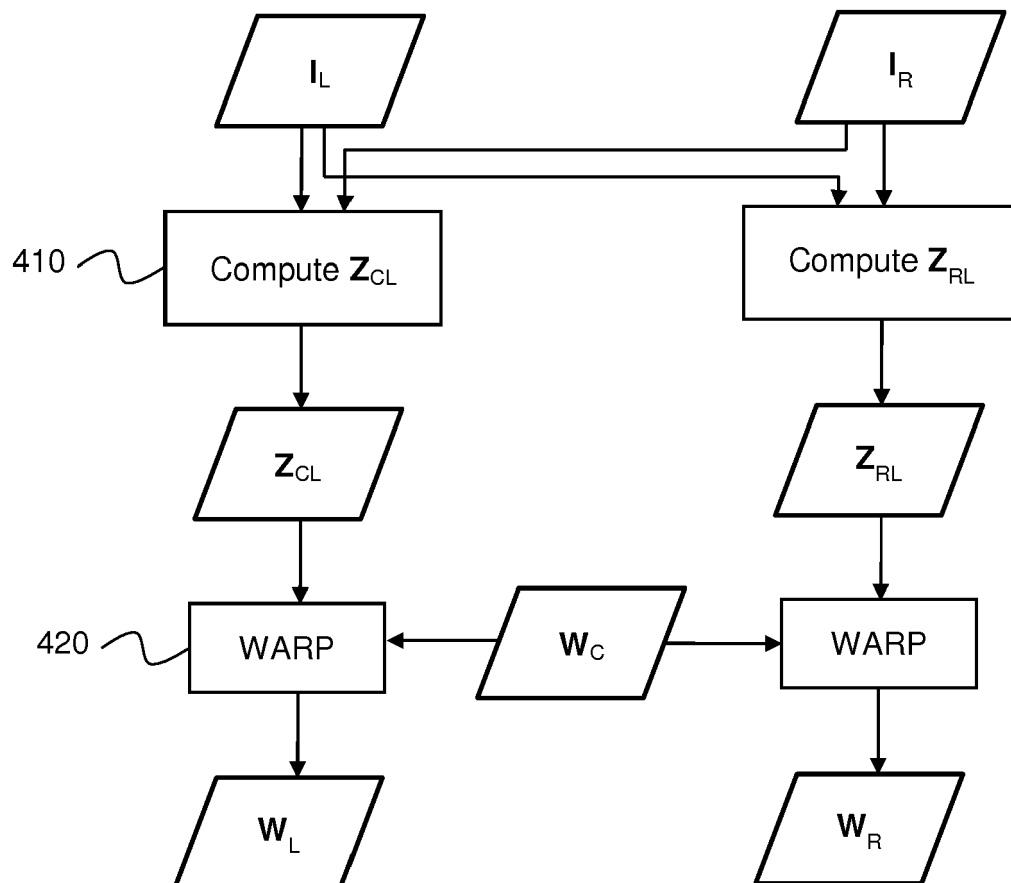 I_L
I_R
410
Compute Z_CL
Compute Z_RL
Z_CL
Z_RL
420
WARP
W_C
WARP
W_L
W_R